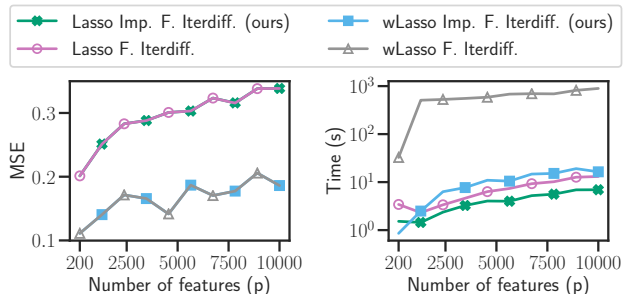 Lasso Imp. F. Iterdiff. (ours) wLasso Imp. F. Iterdiff. (ours)
Lasso F. Iterdiff. wLasso F. Iterdiff.
MSE
0.3
0.2
0.1
200 2500 5000 7500 10000
Number of features (p)
Time (s)
10³
10²
10¹
10⁰
200 2500 5000 7500 10000
Number of features (p)